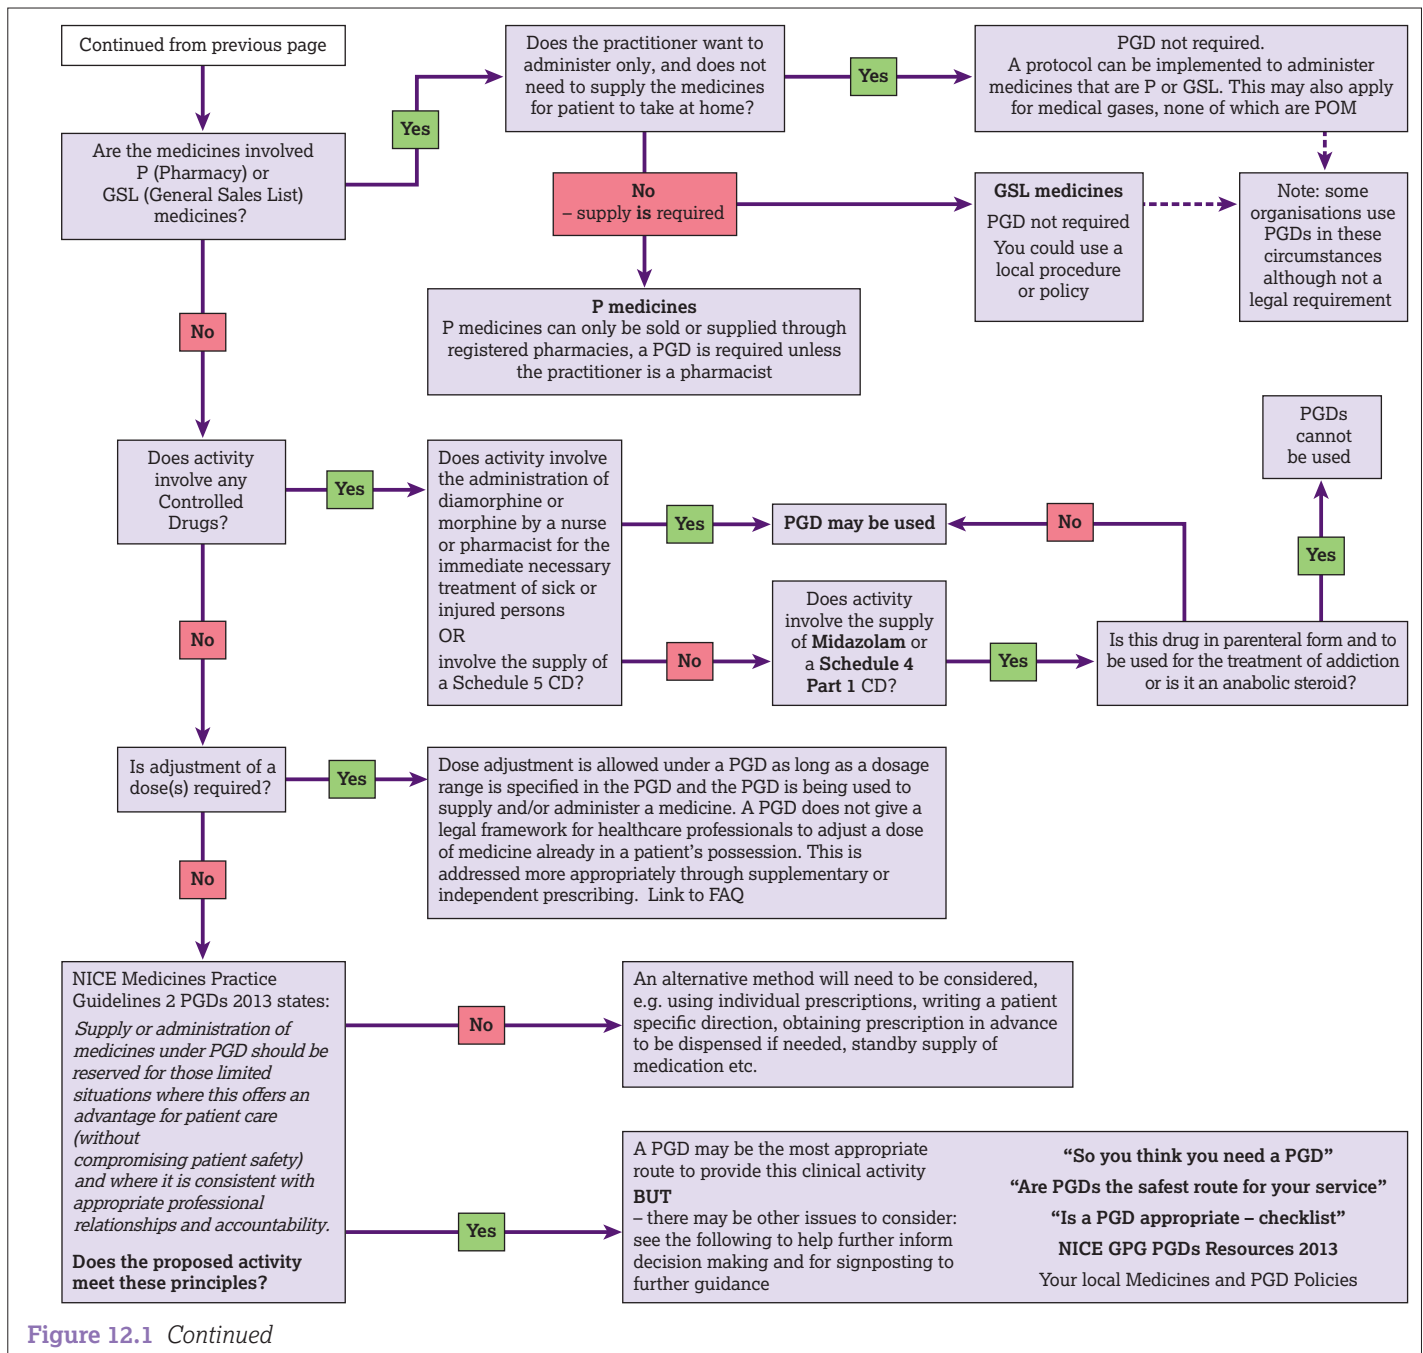 Continued from previous page
Are the medicines involved
P (Pharmacy) or
GSL (General Sales List)
medicines?
Yes
Does the practitioner want to
administer only, and does not
need to supply the medicines
for patient to take at home?
Yes
PGD not required.
A protocol can be implemented to administer
medicines that are P or GSL. This may also apply
for medical gases, none of which are POM
No
– supply is required
GSL medicines
PGD not required
You could use a
local procedure
or policy
Note: some
organisations use
PGDs in these
circumstances
although not a
legal requirement
P medicines
P medicines can only be sold or supplied through
registered pharmacies, a PGD is required unless
the practitioner is a pharmacist
No
Does activity
involve any
Controlled
Drugs?
Yes
Does activity involve
the administration of
diamorphine or
morphine by a nurse
or pharmacist for the
immediate necessary
treatment of sick or
injured persons
OR
involve the supply of
a Schedule 5 CD?
Yes
PGD may be used
No
PGDs
cannot
be used
Yes
No
Does activity
involve the supply
of Midazolam or
a Schedule 4
Part 1 CD?
Yes
Is this drug in parenteral form and to
be used for the treatment of addiction
or is it an anabolic steroid?
No
Is adjustment of a
dose(s) required?
Yes
Dose adjustment is allowed under a PGD as long as a dosage
range is specified in the PGD and the PGD is being used to
supply and/or administer a medicine. A PGD does not give a
legal framework for healthcare professionals to adjust a dose
of medicine already in a patient's possession. This is
addressed more appropriately through supplementary or
independent prescribing. Link to FAQ
No
NICE Medicines Practice
Guidelines 2 PGDs 2013 states:
Supply or administration of
medicines under PGD should be
reserved for those limited
situations where this offers an
advantage for patient care
(without
compromising patient safety)
and where it is consistent with
appropriate professional
relationships and accountability.
Does the proposed activity
meet these principles?
No
An alternative method will need to be considered,
e.g. using individual prescriptions, writing a patient
specific direction, obtaining prescription in advance
to be dispensed if needed, standby supply of
medication etc.
Yes
A PGD may be the most appropriate
route to provide this clinical activity
BUT
– there may be other issues to consider:
see the following to help further inform
decision making and for signposting to
further guidance
“So you think you need a PGD”
“Are PGDs the safest route for your service”
“Is a PGD appropriate – checklist”
NICE GPG PGDs Resources 2013
Your local Medicines and PGD Policies
Figure 12.1 Continued